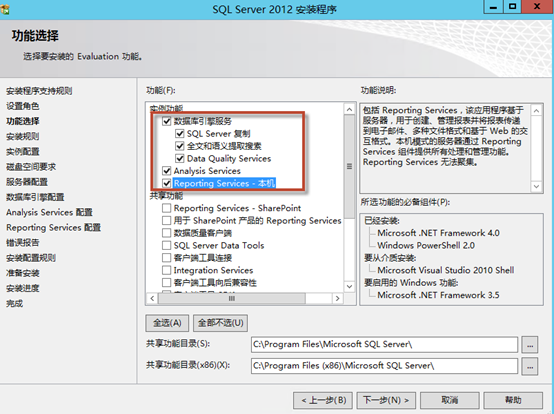 SQL Server 2012 安装程序
功能选择
选择要安装的 Evaluation 功能。
安装程序支持规则
设置角色
功能选择
安装规则
实例配置
磁盘空间要求
服务器配置
数据库引擎配置
Analysis Services 配置
Reporting Services 配置
错误报告
安装配置规则
准备安装
安装进度
完成
功能(F):
实例功能
数据库引擎服务
SQL Server 复制
全文和语义提取搜索
Data Quality Services
Analysis Services
Reporting Services - 本机
共享功能
Reporting Services - SharePoint
用于 SharePoint 产品的 Reporting Services
数据质量客户端
SQL Server Data Tools
客户端工具连接
Integration Services
客户端工具向后兼容性
功能说明:
包括 Reporting Services，该应用程序基于
服务器，用于创建、管理报表并将报表传递
到电子邮件、多种文件格式和基于 Web 的交
互格式。本机模式的服务器通过 Reporting
Services 组件提供所有处理和管理功能。
Reporting Services 无法聚集。
所选功能的必备组件(P):
已经安装:
Microsoft .NET Framework 4.0
Windows PowerShell 2.0
要从介质安装:
Microsoft Visual Studio 2010 Shell
要启用的 Windows 功能:
Microsoft .NET Framework 3.5
全选(A)
全部不选(U)
共享功能目录(S):
C:\Program Files\Microsoft SQL Server\
...
共享功能目录(x86)(X):
C:\Program Files (x86)\Microsoft SQL Server\
...
< 上一步(B)
下一步(N) >
取消
帮助